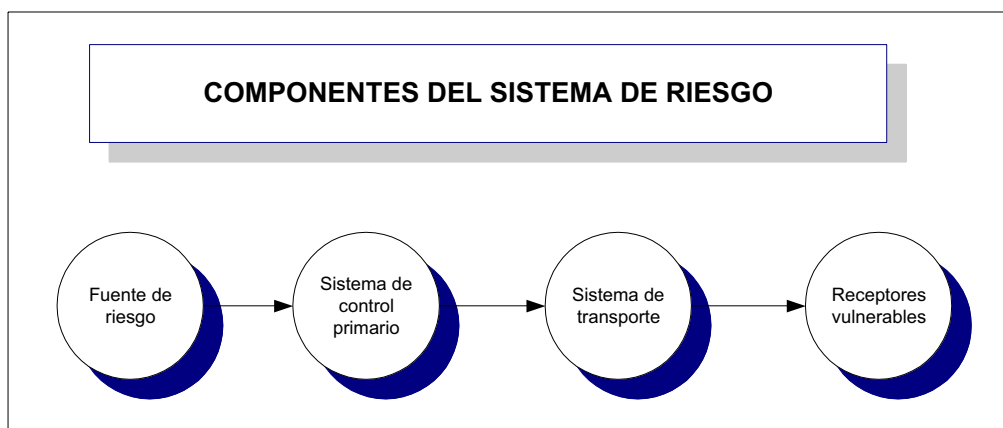 COMPONENTES DEL SISTEMA DE RIESGO
Fuente de
riesgo
Sistema de
control
primario
Sistema de
transporte
Receptores
vulnerables